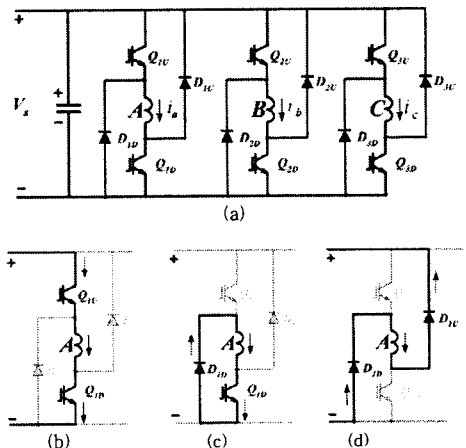 +
Q1U
Q2U
Q3U
D1U
D2U
D3U
Vs
+
−
A
ia
B
ib
C
ic
D1D
D2D
D3D
Q1D
Q2D
Q3D
−
(a)
+
+
+
Q1U
D1U
A
A
A
D1D
D1D
Q1D
Q1D
−
−
−
(b) (c) (d)